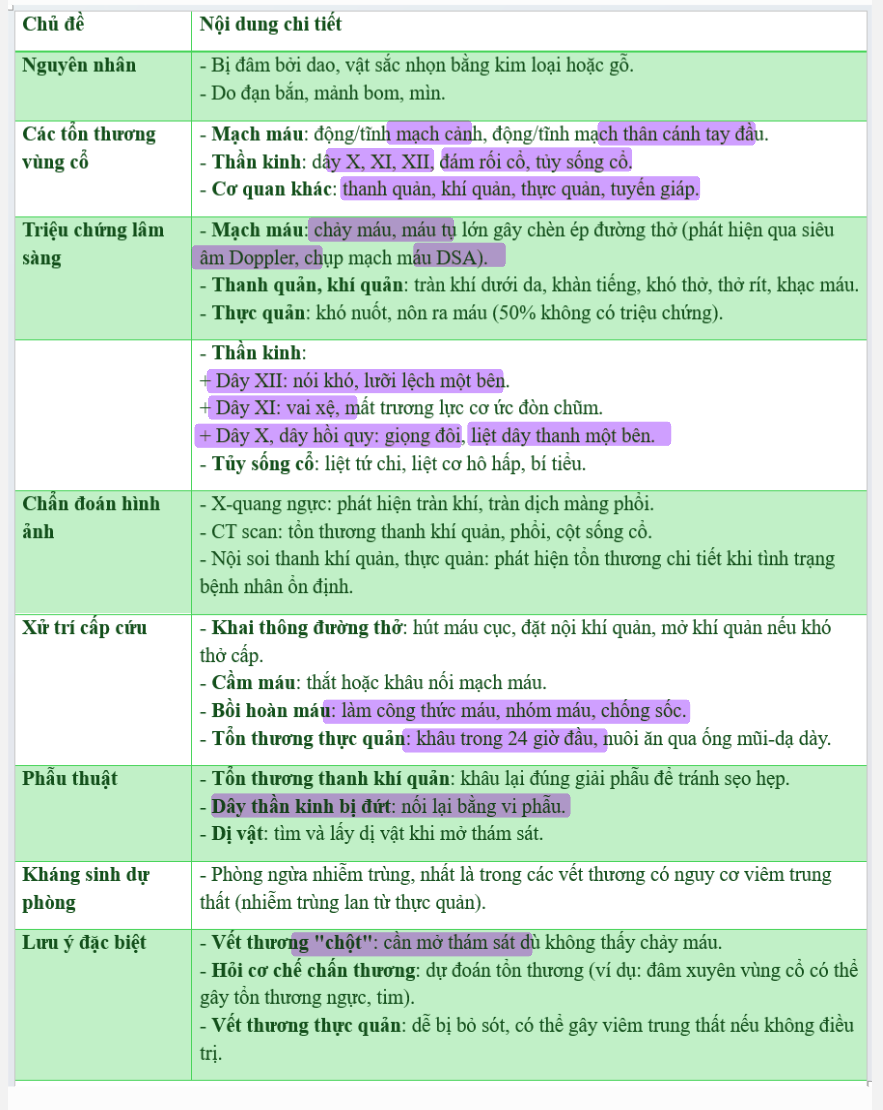 Chủ đề
Nội dung chi tiết
Nguyên nhân
- Bị đâm bởi dao, vật sắc nhọn bằng kim loại hoặc gỗ.
- Do đạn bắn, mảnh bom, mìn.
Các tổn thương
vùng cổ
- Mạch máu: động/tĩnh mạch cảnh, động/tĩnh mạch thân cánh tay đầu.
- Thần kinh: dây X, XI, XII, đám rối cổ, tủy sống cổ.
- Cơ quan khác: thanh quản, khí quản, thực quản, tuyến giáp.
Triệu chứng lâm
sàng
- Mạch máu: chảy máu, máu tụ lớn gây chèn ép đường thở (phát hiện qua siêu
âm Doppler, chụp mạch máu DSA).
- Thanh quản, khí quản: tràn khí dưới da, khàn tiếng, khó thở, thở rít, khạc máu.
- Thực quản: khó nuốt, nôn ra máu (50% không có triệu chứng).
- Thần kinh:
+ Dây XII: nói khó, lưỡi lệch một bên.
+ Dây XI: vai xệ, mất trương lực cơ ức đòn chũm.
+ Dây X, dây hồi quy: giọng đôi, liệt dây thanh một bên.
- Tủy sống cổ: liệt tứ chi, liệt cơ hô hấp, bí tiểu.
Chẩn đoán hình
ảnh
- X-quang ngực: phát hiện tràn khí, tràn dịch màng phổi.
- CT scan: tổn thương thanh khí quản, phổi, cột sống cổ.
- Nội soi thanh khí quản, thực quản: phát hiện tổn thương chi tiết khi tình trạng
bệnh nhân ổn định.
Xử trí cấp cứu
- Khai thông đường thở: hút máu cục, đặt nội khí quản, mở khí quản nếu khó
thở cấp.
- Cầm máu: thắt hoặc khâu nối mạch máu.
- Bồi hoàn máu: làm công thức máu, nhóm máu, chống sốc.
- Tổn thương thực quản: khâu trong 24 giờ đầu, nuôi ăn qua ống mũi-dạ dày.
Phẫu thuật
- Tổn thương thanh khí quản: khâu lại đúng giải phẫu để tránh sẹo hẹp.
- Dây thần kinh bị đứt: nối lại bằng vi phẫu.
- Dị vật: tìm và lấy dị vật khi mở thám sát.
Kháng sinh dự
phòng
- Phòng ngừa nhiễm trùng, nhất là trong các vết thương có nguy cơ viêm trung
thất (nhiễm trùng lan từ thực quản).
Lưu ý đặc biệt
- Vết thương "chột": cần mở thám sát dù không thấy chảy máu.
- Hỏi cơ chế chấn thương: dự đoán tổn thương (ví dụ: đâm xuyên vùng cổ có thể
gây tổn thương ngực, tim).
- Vết thương thực quản: dễ bị bỏ sót, có thể gây viêm trung thất nếu không điều
trị.